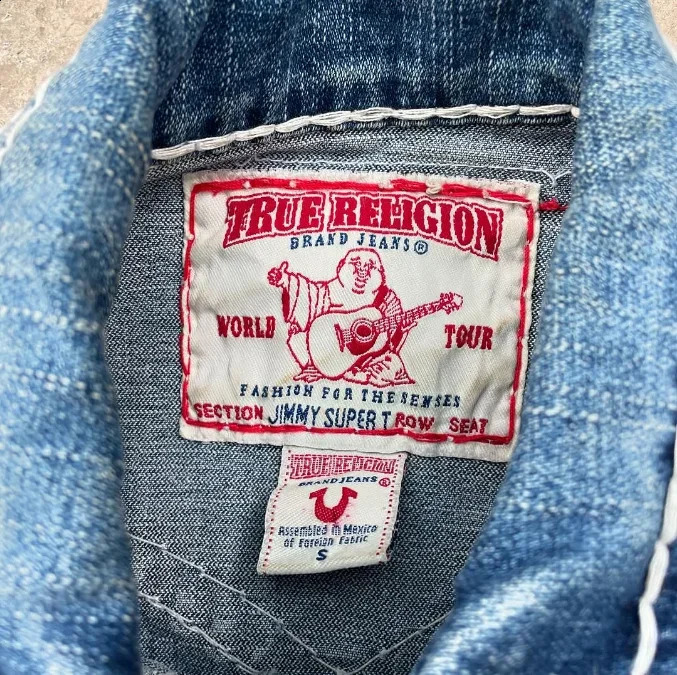 TRUE RELIGION
BRAND JEANS®
WORLD TOUR
FASHION FOR THE SENSES
SECTION JIMMY SUPER T ROW SEAT
TRUE RELIGION
BRAND JEANS®
Assembled in Mexico
of Foreign Fabric
S